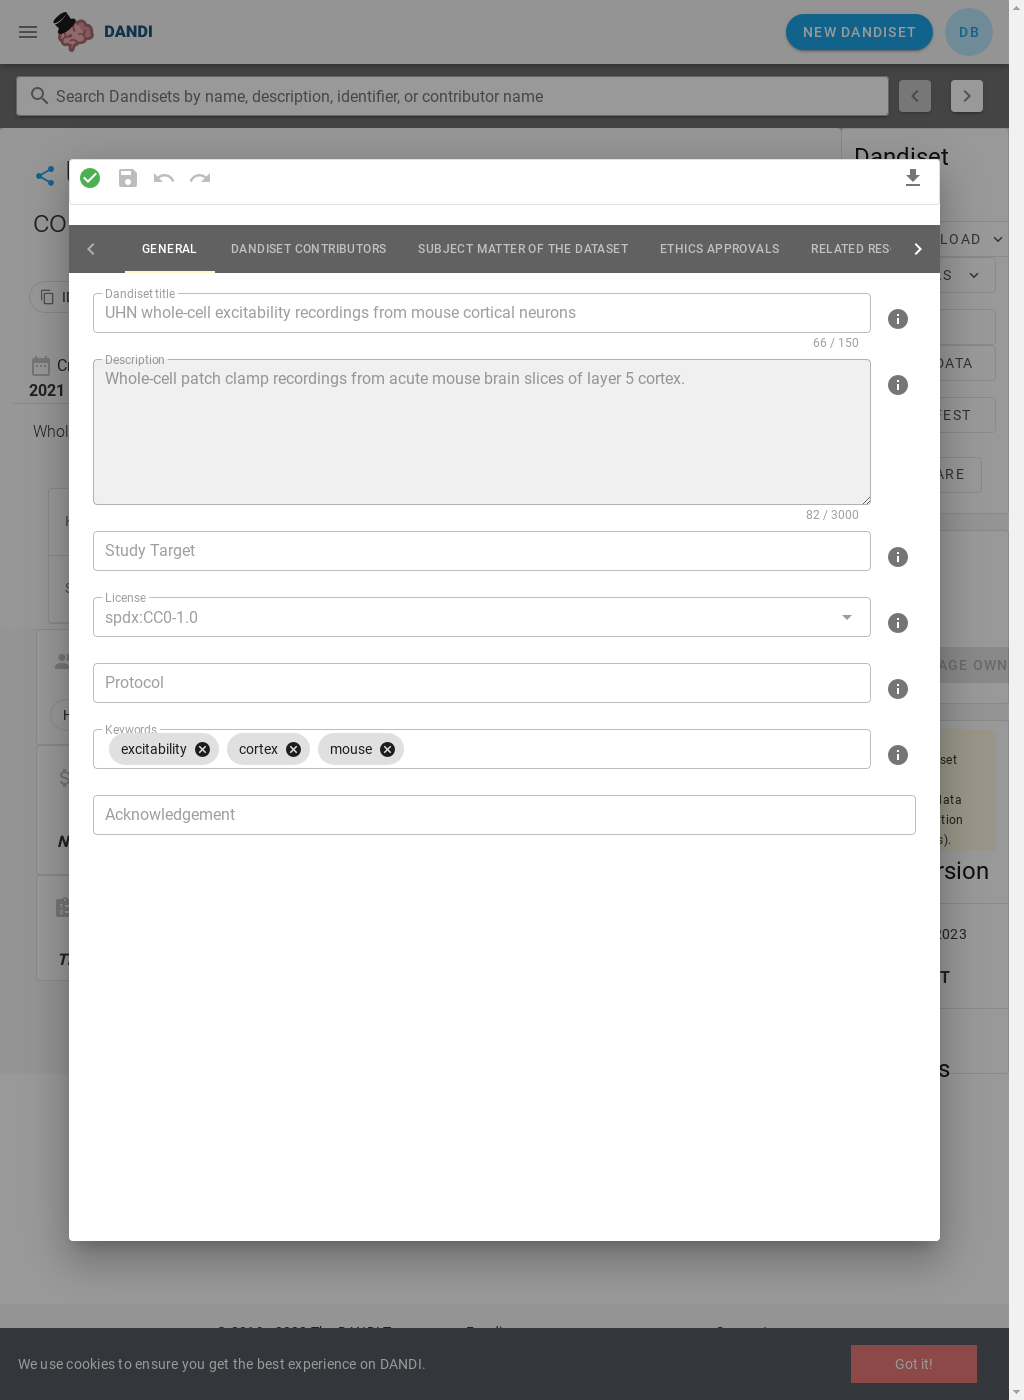 DANDI
NEW DANDISET
DB
Search Dandisets by name, description, identifier, or contributor name
Dandiset
GENERAL
DANDISET CONTRIBUTORS
SUBJECT MATTER OF THE DATASET
ETHICS APPROVALS
RELATED RES
Dandiset title
UHN whole-cell excitability recordings from mouse cortical neurons
66 / 150
Description
Whole-cell patch clamp recordings from acute mouse brain slices of layer 5 cortex.
82 / 3000
Study Target
License
spdx:CC0-1.0
Protocol
Keywords
excitability
cortex
mouse
Acknowledgement
2021
2023
We use cookies to ensure you get the best experience on DANDI.
Got it!